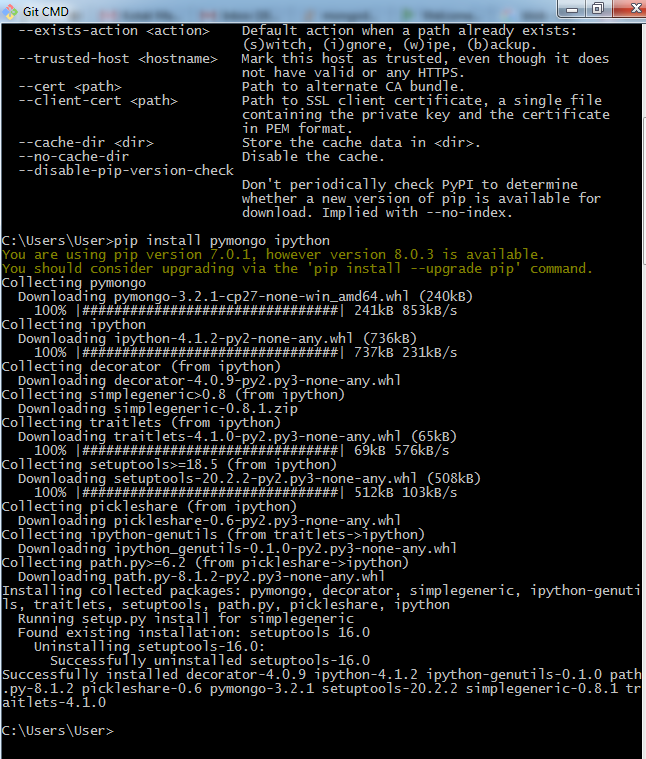 Git CMD
--exists-action <action> Default action when a path already exists:
(s)witch, (i)gnore, (w)ipe, (b)ackup.
--trusted-host <hostname> Mark this host as trusted, even though it does
not have valid or any HTTPS.
--cert <path> Path to alternate CA bundle.
--client-cert <path> Path to SSL client certificate, a single file
containing the private key and the certificate
in PEM format.
--cache-dir <dir> Store the cache data in <dir>.
--no-cache-dir Disable the cache.
--disable-pip-version-check
Don't periodically check PyPI to determine
whether a new version of pip is available for
download. Implied with --no-index.
C:\Users\User>pip install pymongo ipython
You are using pip version 7.0.1, however version 8.0.3 is available.
You should consider upgrading via the 'pip install --upgrade pip' command.
Collecting pymongo
Downloading pymongo-3.2.1-cp27-none-win_amd64.whl (240kB)
100% |################################| 241kB 853kB/s
Collecting ipython
Downloading ipython-4.1.2-py2-none-any.whl (736kB)
100% |################################| 737kB 231kB/s
Collecting decorator (from ipython)
Downloading decorator-4.0.9-py2.py3-none-any.whl
Collecting simplegeneric>0.8 (from ipython)
Downloading simplegeneric-0.8.1.zip
Collecting traitlets (from ipython)
Downloading traitlets-4.1.0-py2.py3-none-any.whl (65kB)
100% |################################| 69kB 576kB/s
Collecting setuptools>=18.5 (from ipython)
Downloading setuptools-20.2.2-py2.py3-none-any.whl (508kB)
100% |################################| 512kB 103kB/s
Collecting pickleshare (from ipython)
Downloading pickleshare-0.6-py2.py3-none-any.whl
Collecting ipython-genutils (from traitlets->ipython)
Downloading ipython_genutils-0.1.0-py2.py3-none-any.whl
Collecting path.py>=6.2 (from pickleshare->ipython)
Downloading path.py-8.1.2-py2.py3-none-any.whl
Installing collected packages: pymongo, decorator, simplegeneric, ipython-genuti
ls, traitlets, setuptools, path.py, pickleshare, ipython
Running setup.py install for simplegeneric
Found existing installation: setuptools 16.0
Uninstalling setuptools-16.0:
Successfully uninstalled setuptools-16.0
Successfully installed decorator-4.0.9 ipython-4.1.2 ipython-genutils-0.1.0 path
.py-8.1.2 pickleshare-0.6 pymongo-3.2.1 setuptools-20.2.2 simplegeneric-0.8.1 tr
aitlets-4.1.0
C:\Users\User>